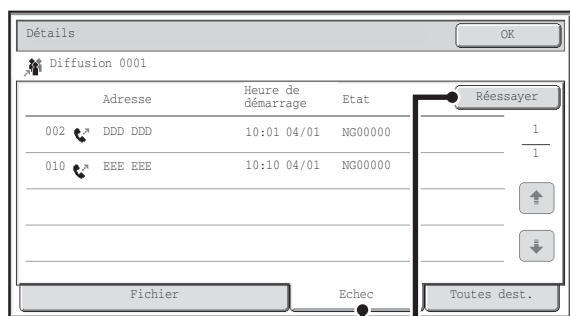 Détails
OK
Diffusion 0001
Adresse
Heure de
démarrage
Etat
Réessayer
002 DDD DDD 10:01 04/01 NG00000
1
1
010 EEE EEE 10:10 04/01 NG00000
Fichier
Echec
Toutes dest.